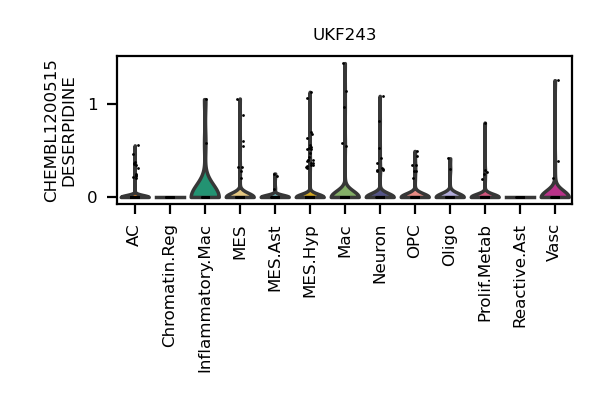 UKF243
CHEMBL1200515
DESERPIDINE
1
0
AC
Chromatin.Reg
Inflammatory.Mac
MES
MES.Ast
MES.Hyp
Mac
Neuron
OPC
Oligo
Prolif.Metab
Reactive.Ast
Vasc